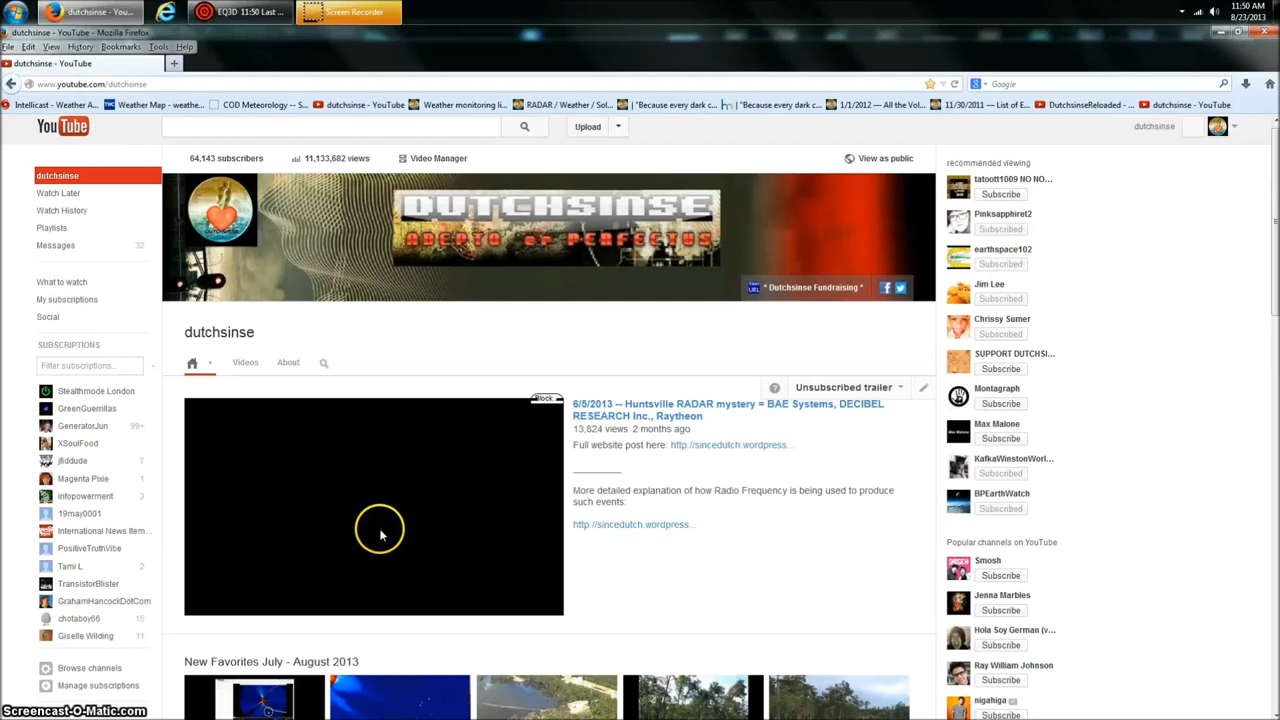 dutchsinse - You...
EQ3D 11:50 Last ...
Screen Recorder
11:50 AM
8/23/2013
dutchsinse - YouTube - Mozilla Firefox
File Edit View History Bookmarks Tools Help
dutchsinse - YouTube
www.youtube.com/dutchsinse
Google
Intellicast - Weather A... Weather Map - weathe... COD Meteorology -- S... dutchsinse - YouTube Weather monitoring li... RADAR / Weather / Sol... | "Because every dark c... | "Because every dark c... 1/1/2012 — All the Vol... 11/30/2011 — List of E... DutchsinseReloaded - ... dutchsinse - YouTube
YouTube
Upload
dutchsinse
64,143 subscribers 11,133,682 views Video Manager View as public
dutchsinse
Watch Later
Watch History
Playlists
Messages 32
What to watch
My subscriptions
Social
SUBSCRIPTIONS
Filter subscriptions...
Stealthmode London
GreenGuerillas
GeneratorJun 99+
XSoulFood
jfiddude 7
Magenta Pixie 1
infopowerment 3
19may0001
International News Item...
PositiveTruthVibe
Tami L 2
TransistorBlister
GrahamHancockDotCom
chotaboy66 15
Giselle Wilding 11
Browse channels
Manage subscriptions
DUTCHSINSE
ADEPTO of PERFECTUS
TINY URL
* Dutchsinse Fundraising *
dutchsinse
Videos About
Unsubscribed trailer
Block
6/5/2013 -- Huntsville RADAR mystery = BAE Systems, DECIBEL
RESEARCH Inc., Raytheon
13,824 views 2 months ago
Full website post here: http://sincedutch.wordpress...
More detailed explanation of how Radio Frequency is being used to produce
such events:
http://sincedutch.wordpress...
New Favorites July - August 2013
recommended viewing
tatoott1009 NO NO...
Subscribe
Pinksapphiret2
Subscribed
earthspace102
Subscribed
Jim Lee
Subscribed
Chrissy Sumer
Subscribed
SUPPORT DUTCHSI...
Subscribe
Montagraph
Subscribe
Max Malone
Subscribe
KafkaWinstonWorl...
Subscribed
BPEarthWatch
Subscribed
Popular channels on YouTube
Smosh
Subscribe
Jenna Marbles
Subscribe
Hola Soy German (v...
Subscribe
Ray William Johnson
Subscribe
nigahiga
Subscribe
Screencast-O-Matic.com